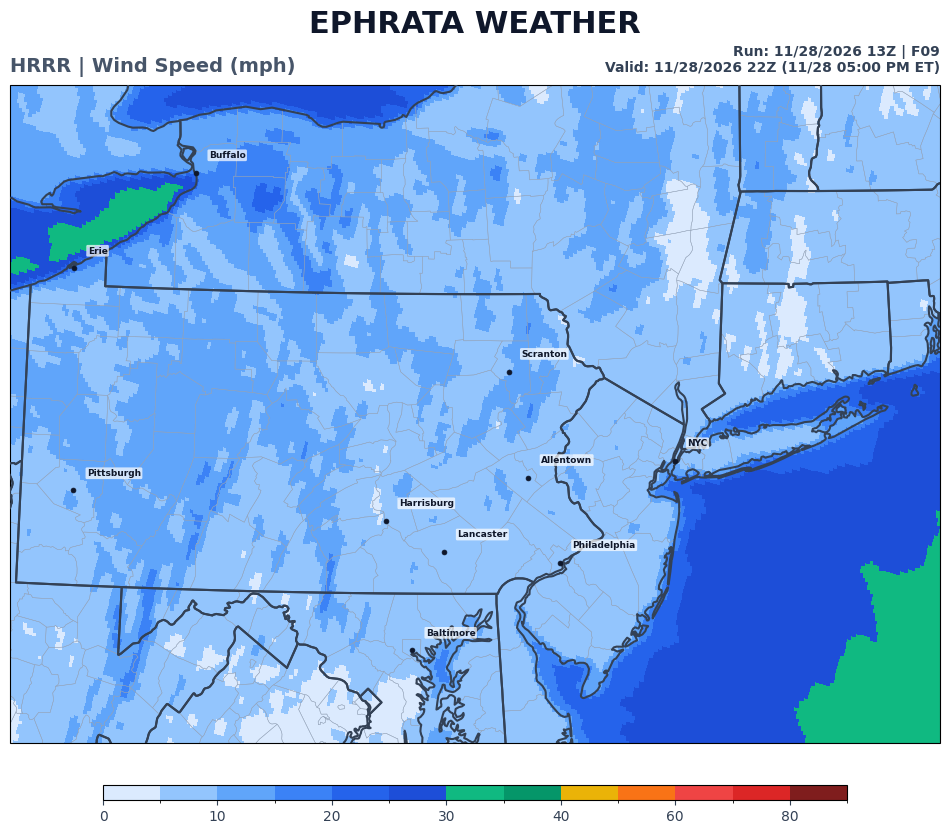 EPHRATA WEATHER
HRRR | Wind Speed (mph)
Run: 11/28/2026 13Z | F09
Valid: 11/28/2026 22Z (11/28 05:00 PM ET)
Buffalo
Erie
Scranton
NYC
Allentown
Pittsburgh
Harrisburg
Lancaster
Philadelphia
Baltimore
0 10 20 30 40 60 80